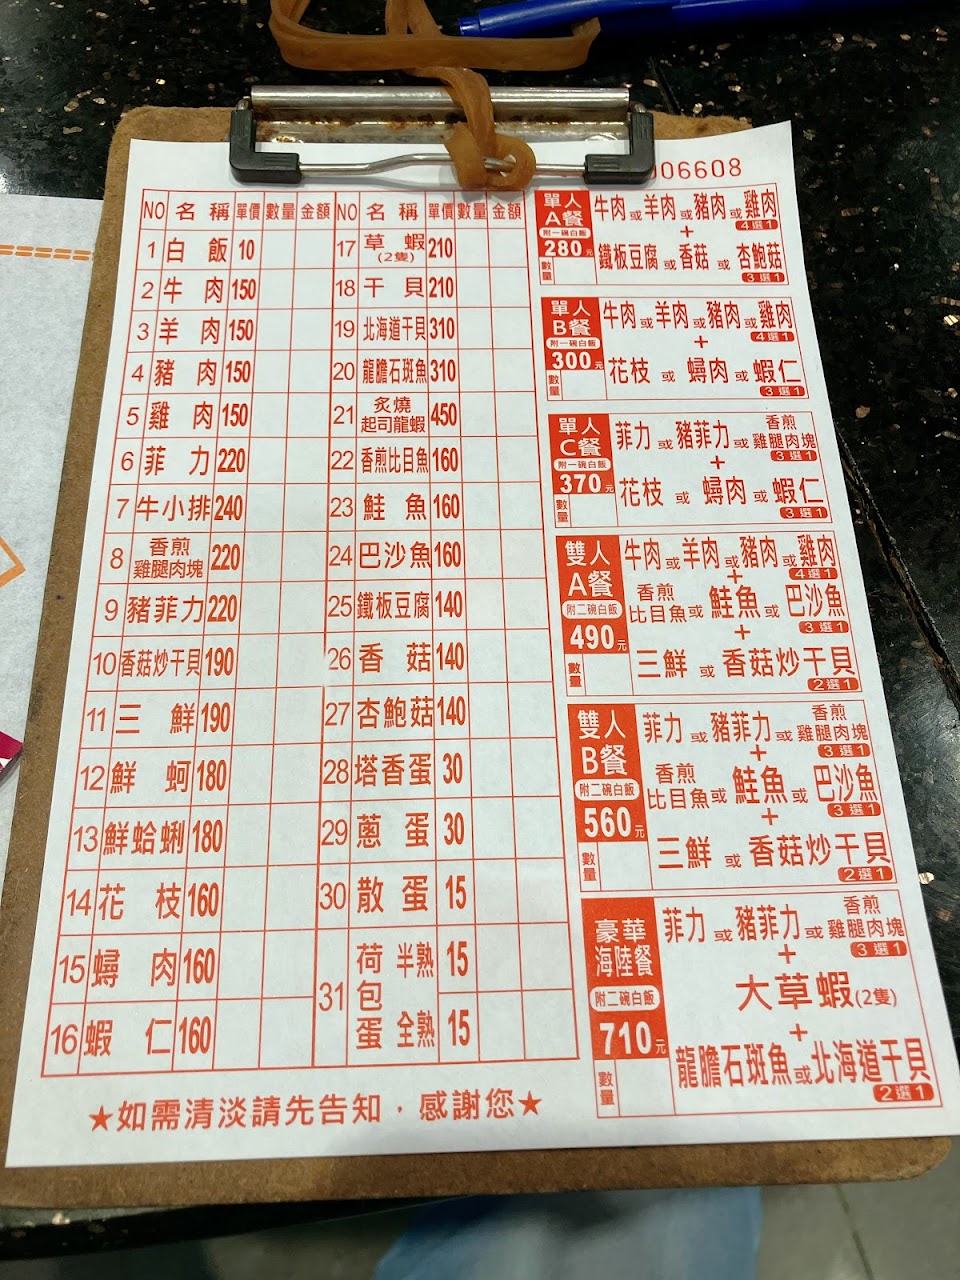 006608
NO 名稱 單價 數量 金額 NO 名稱 單價 數量 金額
1 白飯 10
2 牛肉 150
3 羊肉 150
4 豬肉 150
5 雞肉 150
6 菲力 220
7 牛小排 240
8 香煎雞腿肉塊 220
9 豬菲力 220
10 香菇炒干貝 190
11 三鮮 190
12 鮮蚵 180
13 鮮蛤蜊 180
14 花枝 160
15 蟳肉 160
16 蝦仁 160
17 草蝦(2隻) 210
18 干貝 210
19 北海道干貝 310
20 龍膽石斑魚 310
21 炙燒起司龍蝦 450
22 香煎比目魚 160
23 鮭魚 160
24 巴沙魚 160
25 鐵板豆腐 140
26 香菇 140
27 杏鮑菇 140
28 塔香蛋 30
29 蔥蛋 30
30 散蛋 15
31 荷包蛋 半熟 15
全熟 15
★如需清淡請先告知，感謝您★
單人
A餐
附一碗白飯
280元
數量
牛肉或羊肉或豬肉或雞肉
4選1
+
鐵板豆腐或香菇或杏鮑菇
3選1
單人
B餐
附一碗白飯
300元
數量
牛肉或羊肉或豬肉或雞肉
4選1
+
花枝或蟳肉或蝦仁
3選1
單人
C餐
附一碗白飯
370元
數量
菲力或豬菲力或香煎雞腿肉塊
3選1
+
花枝或蟳肉或蝦仁
3選1
雙人
A餐
附二碗白飯
490元
數量
牛肉或羊肉或豬肉或雞肉
4選1
+
香煎比目魚或鮭魚或巴沙魚
3選1
+
三鮮或香菇炒干貝
2選1
雙人
B餐
附二碗白飯
560元
數量
菲力或豬菲力或香煎雞腿肉塊
3選1
+
香煎比目魚或鮭魚或巴沙魚
3選1
+
三鮮或香菇炒干貝
2選1
豪華
海陸餐
附二碗白飯
710元
數量
菲力或豬菲力或香煎雞腿肉塊
3選1
+
大草蝦(2隻)
+
龍膽石斑魚或北海道干貝
2選1